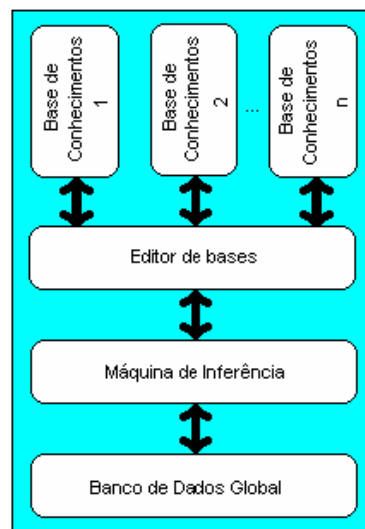 Base de
Conhecimentos
1
Base de
Conhecimentos
2
...
Base de
Conhecimentos
n
Editor de bases
Máquina de Inferência
Banco de Dados Global